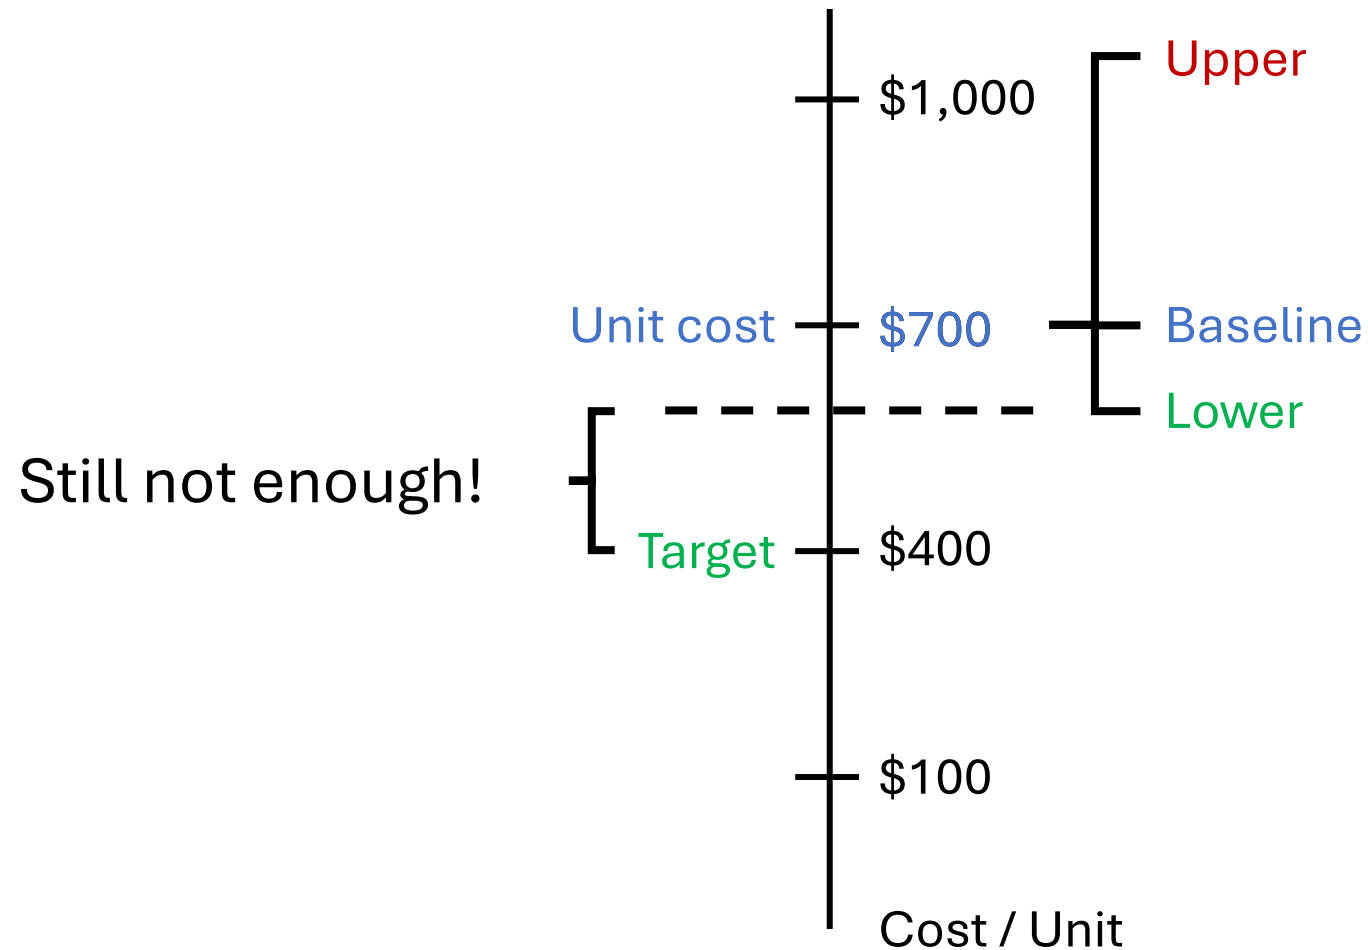 Upper
$1,000
Unit cost
$700
Baseline
Lower
Still not enough!
Target
$400
$100
Cost / Unit